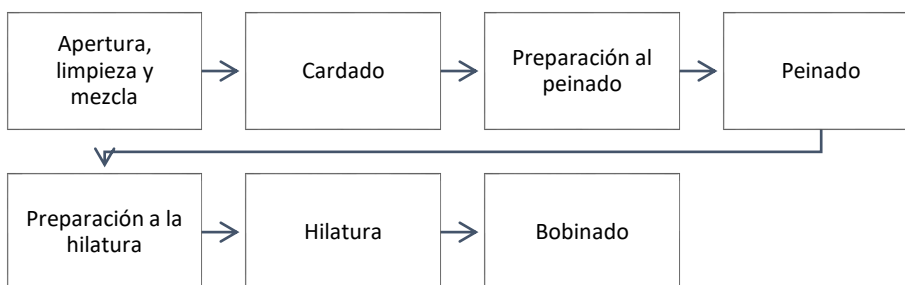 Apertura,
limpieza y
mezcla
Cardado
Preparación al
peinado
Peinado
Preparación a la
hilatura
Hilatura
Bobinado